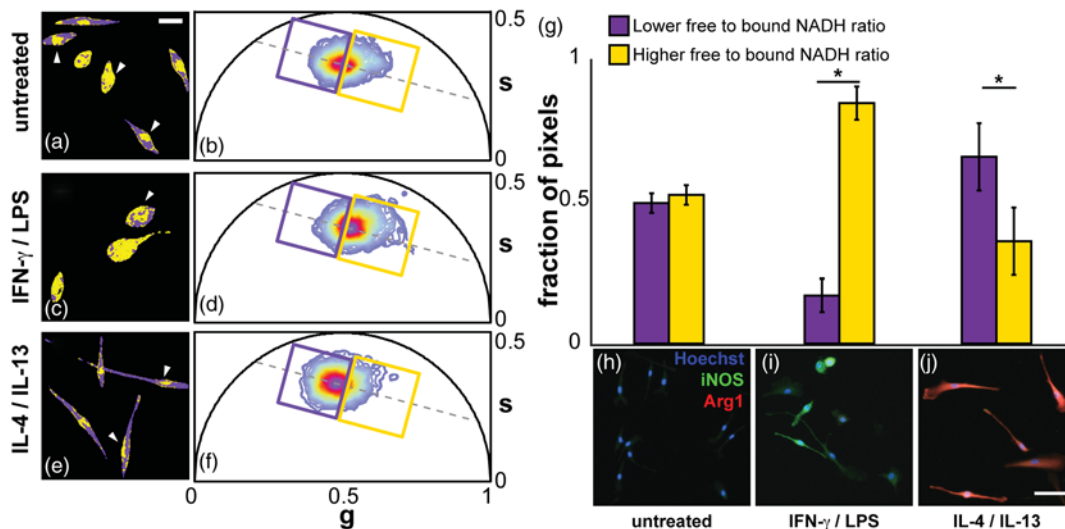 untreated
(a)
(b)
0.5
s
0
IFN-γ / LPS
(c)
(d)
0.5
s
0
IL-4 / IL-13
(e)
(f)
0.5
s
0
0
0.5
1
g
(g)
Lower free to bound NADH ratio
Higher free to bound NADH ratio
fraction of pixels
1
0.5
0
*
*
(h)
Hoechst
iNOS
Arg1
(i)
(j)
untreated
IFN-γ / LPS
IL-4 / IL-13